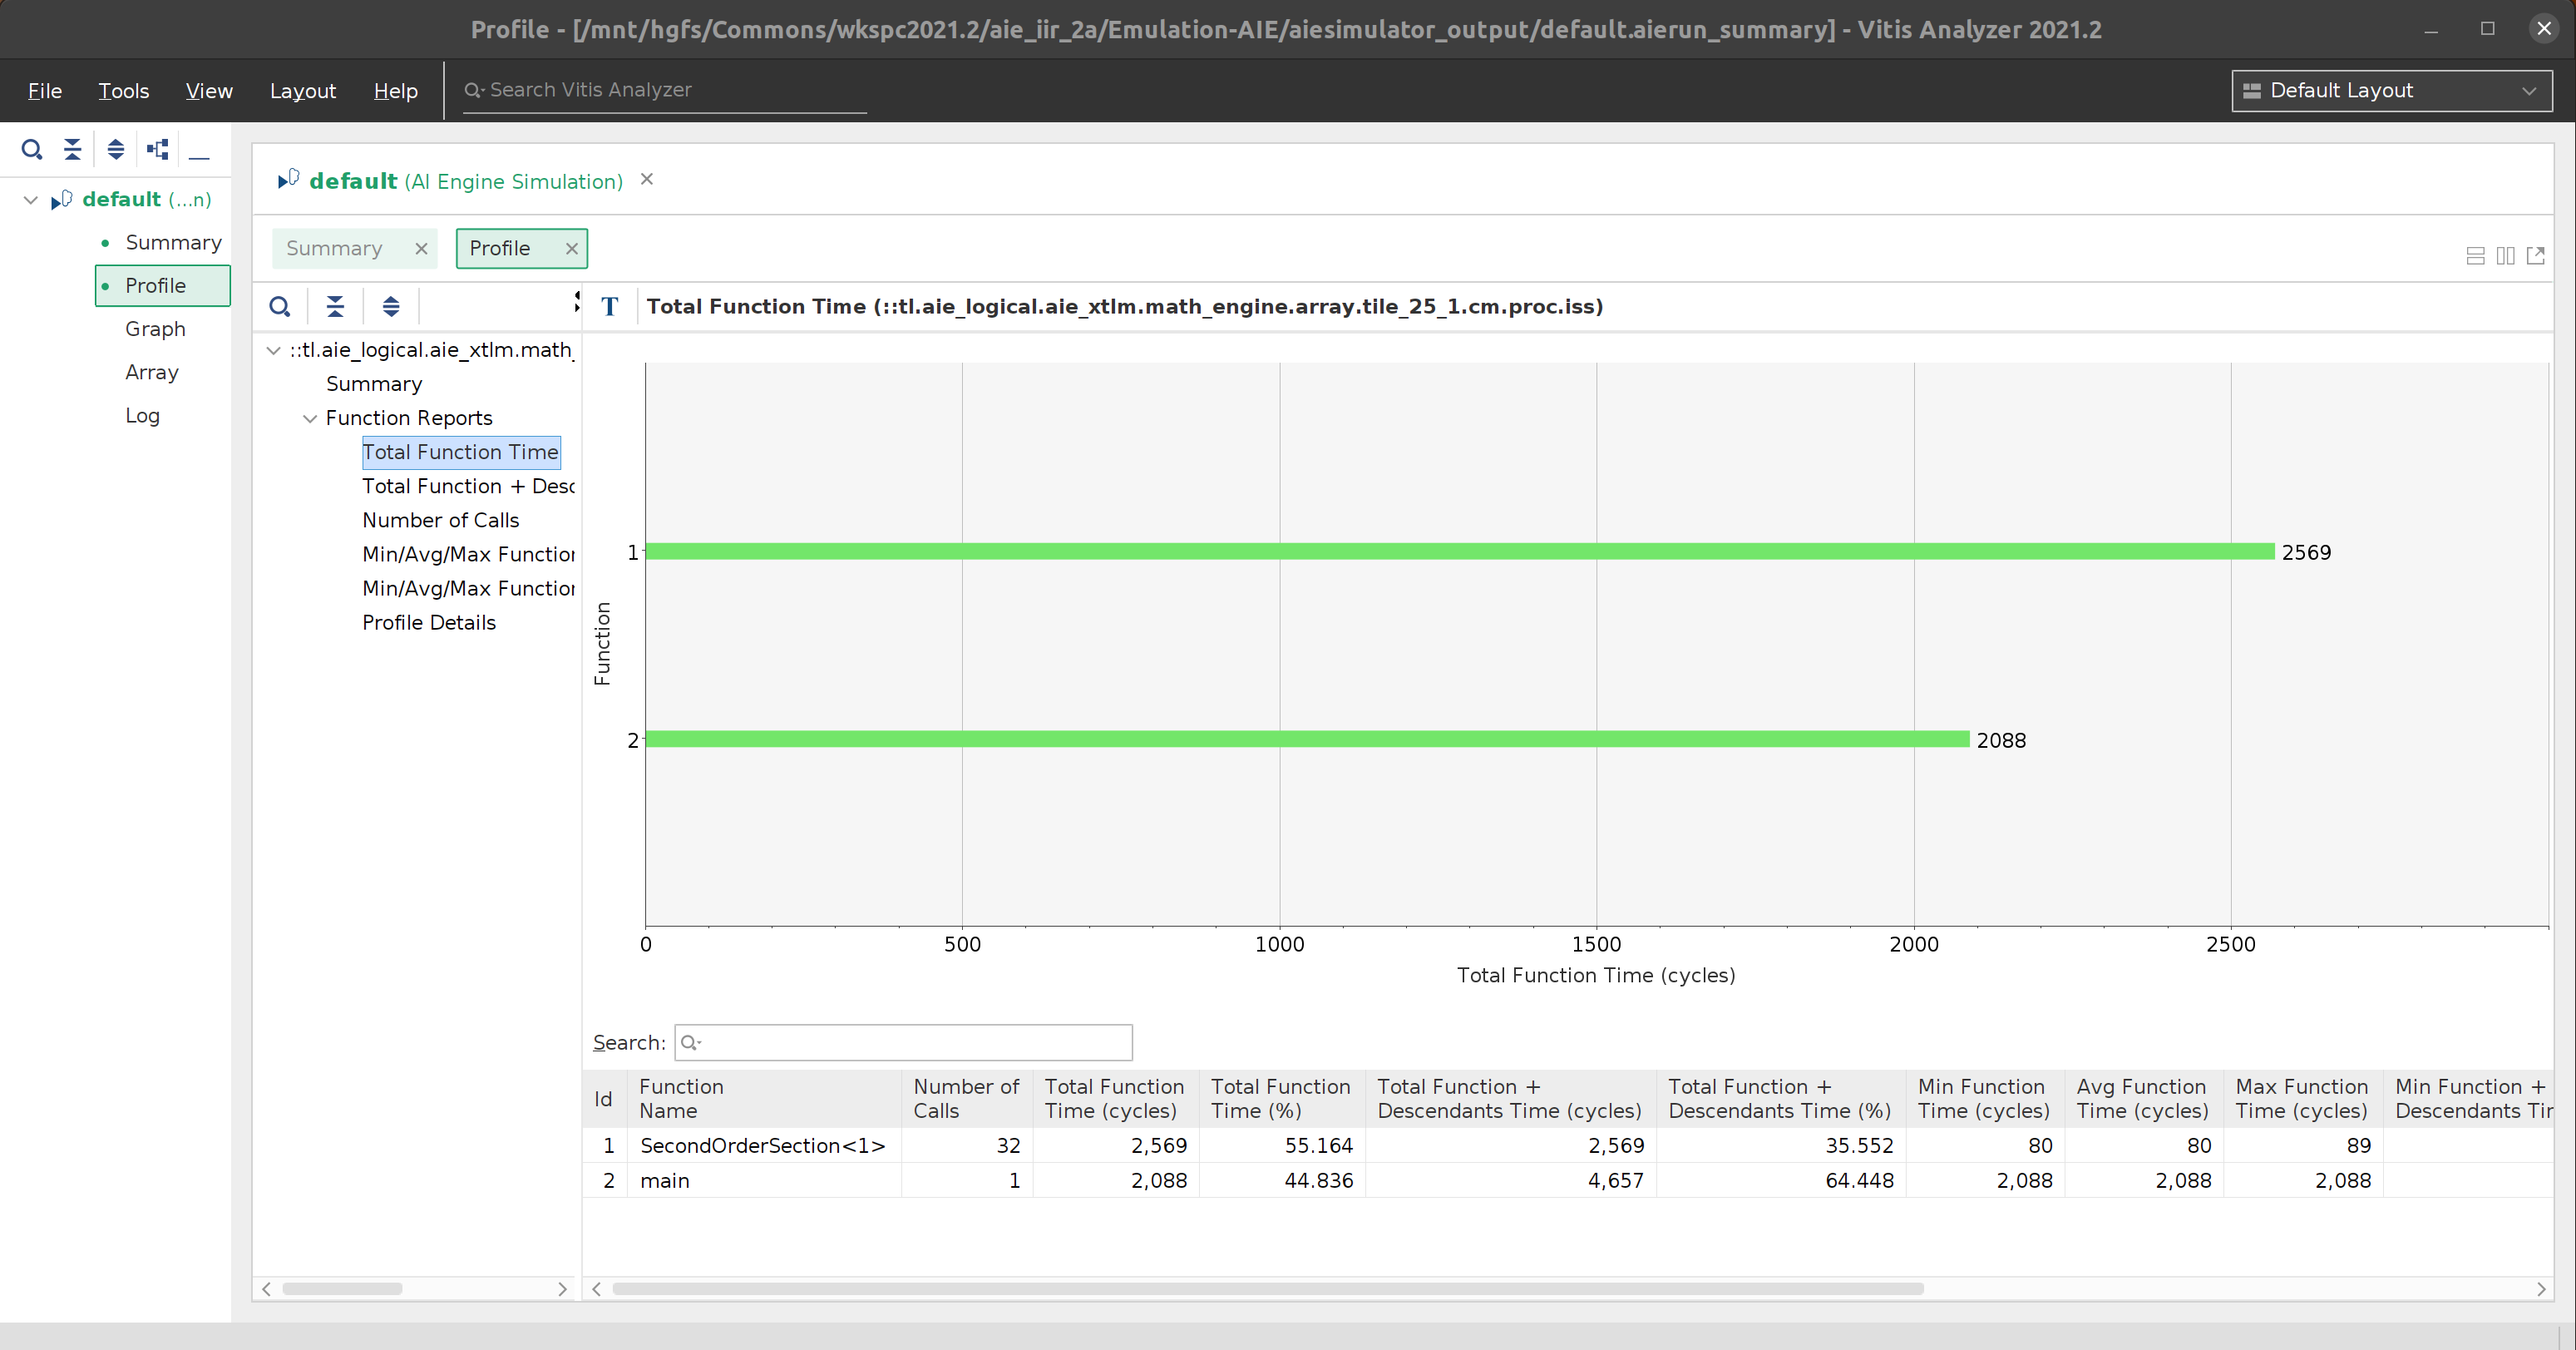 Profile - [/mnt/hgfs/Commons/wkspc2021.2/aie_iir_2a/Emulation-AIE/aiesimulator_output/default.aierun_summary] - Vitis Analyzer 2021.2
File Tools View Layout Help Search Vitis Analyzer Default Layout
default (...n)
Summary
Profile
Graph
Array
Log
default (AI Engine Simulation)
Summary Profile
T Total Function Time (::tl.aie_logical.aie_xtlm.math_engine.array.tile_25_1.cm.proc.iss)
::tl.aie_logical.aie_xtlm.math_
Summary
Function Reports
Total Function Time
Total Function + Desc
Number of Calls
Min/Avg/Max Function
Min/Avg/Max Function
Profile Details
Function
1 2569
2 2088
0 500 1000 1500 2000 2500
Total Function Time (cycles)
Search:
Id Function Name Number of Calls Total Function Time (cycles) Total Function Time (%) Total Function + Descendants Time (cycles) Total Function + Descendants Time (%) Min Function Time (cycles) Avg Function Time (cycles) Max Function Time (cycles) Min Function + Descendants Tir
1 SecondOrderSection<1> 32 2,569 55.164 2,569 35.552 80 80 89
2 main 1 2,088 44.836 4,657 64.448 2,088 2,088 2,088